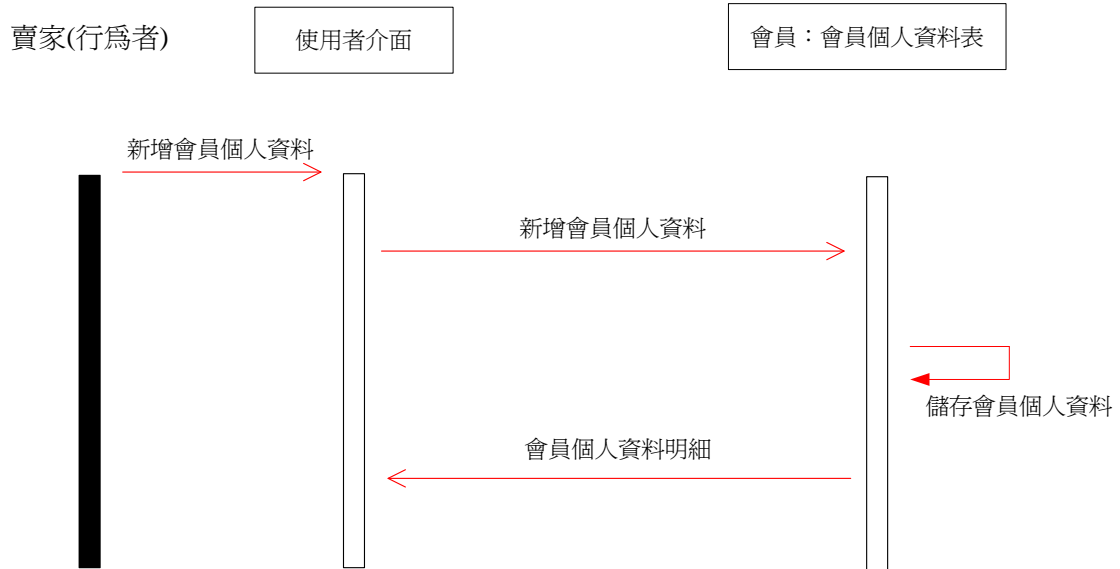 賣家(行爲者)
使用者介面
會員：會員個人資料表
新增會員個人資料
新增會員個人資料
儲存會員個人資料
會員個人資料明細